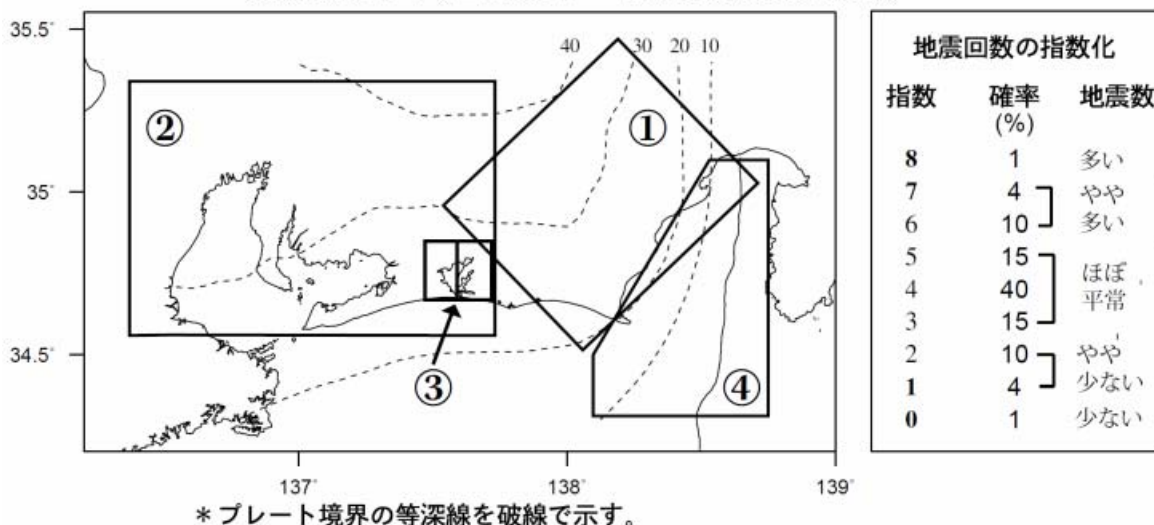 35.5°
35°
34.5°
137°
138°
139°
40
30
20
10
①
②
③
④
*プレート境界の等深線を破線で示す。
地震回数の指数化
指数 確率 地震数
(%)
8 1 多い
7 4 やや
6 10 多い
5 15
4 40 ほぼ
平常
3 15
2 10 やや
1 4 少ない
0 1 少ない